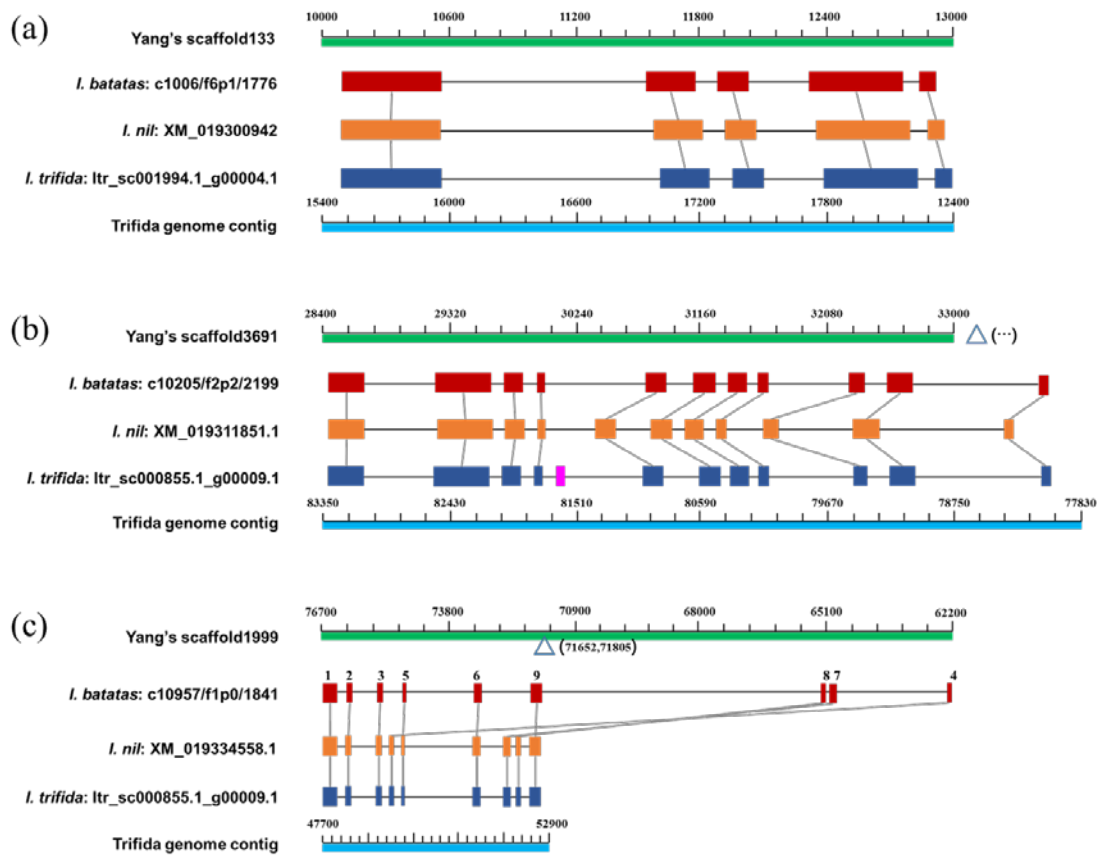 (a)
10000 10600 11200 11800 12400 13000
Yang's scaffold133
I. batatas: c1006/f6p1/1776
I. nil: XM_019300942
I. trifida: Itr_sc001994.1_g00004.1
15400 16000 16600 17200 17800 12400
Trifida genome contig
(b)
28400 29320 30240 31160 32080 33000
Yang's scaffold3691
(···)
I. batatas: c10205/f2p2/2199
I. nil: XM_019311851.1
I. trifida: Itr_sc000855.1_g00009.1
83350 82430 81510 80590 79670 78750 77830
Trifida genome contig
(c)
76700 73800 70900 68000 65100 62200
Yang's scaffold1999
(71652,71805)
1 2 3 5 6 9 8 7 4
I. batatas: c10957/f1p0/1841
I. nil: XM_019334558.1
I. trifida: Itr_sc000855.1_g00009.1
47700 52900
Trifida genome contig